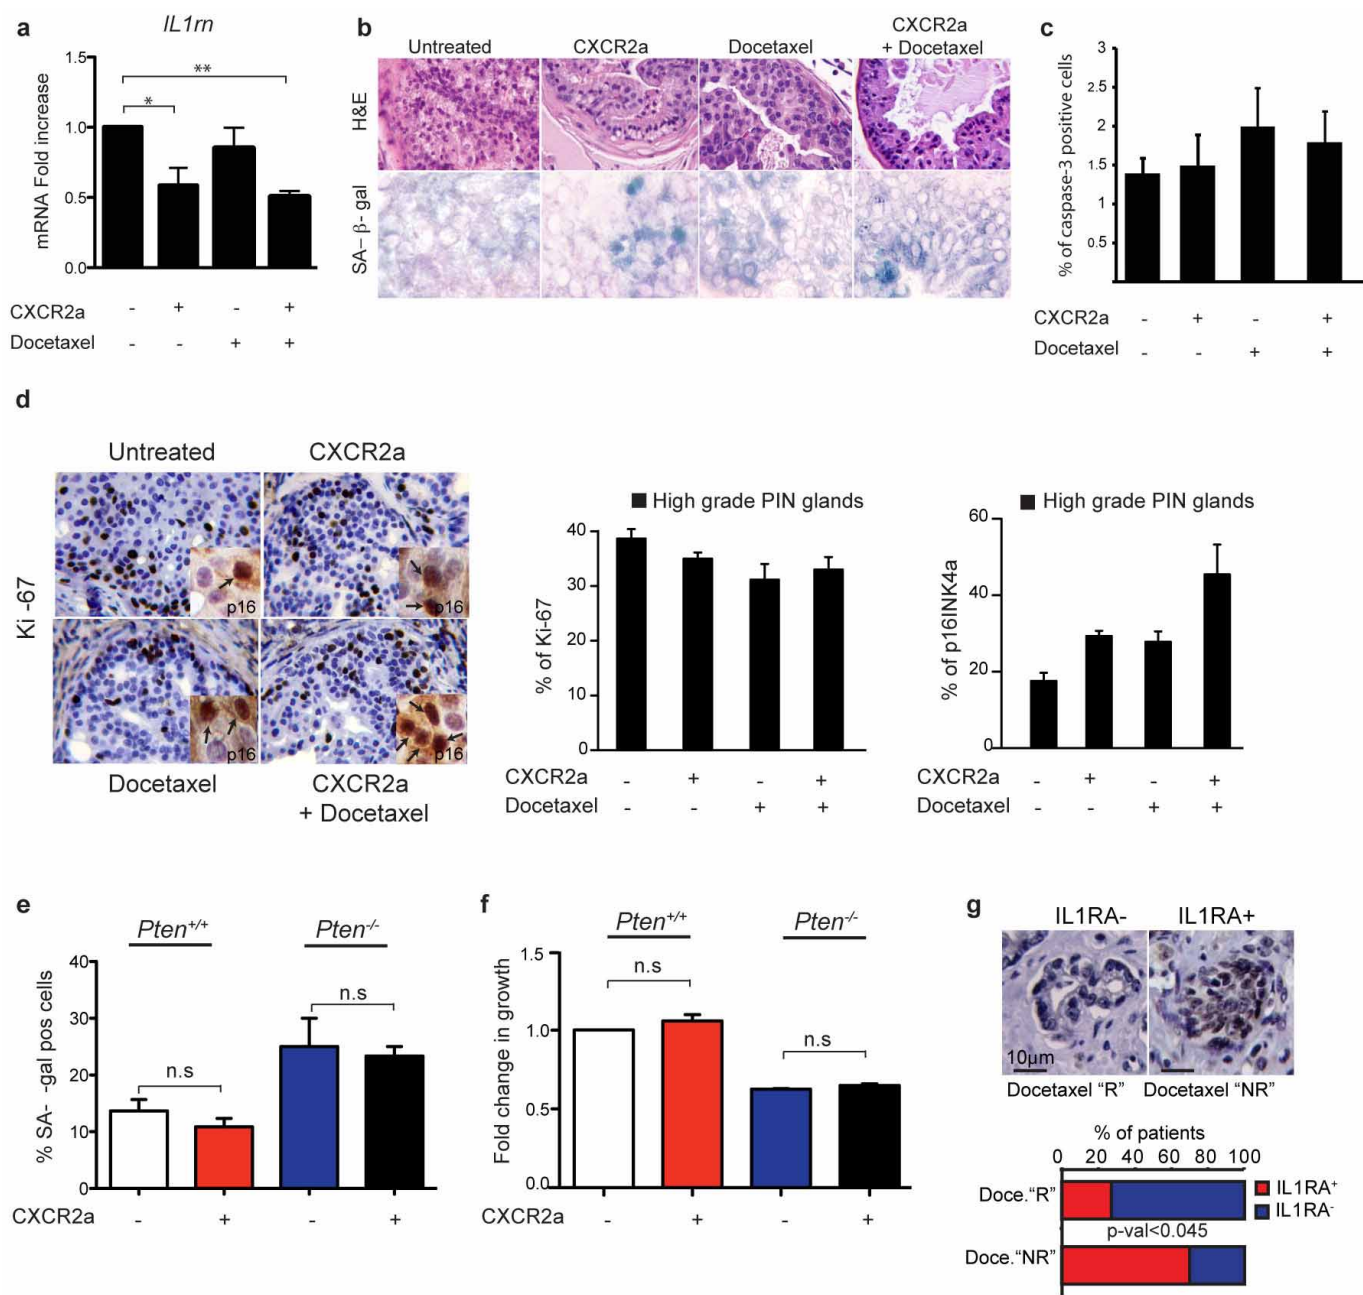 a
IL1rn
1.5
1.0
0.5
0.0
mRNA Fold increase
*
**
CXCR2a - + - +
Docetaxel - - + +
b
Untreated
CXCR2a
Docetaxel
CXCR2a
+ Docetaxel
H&E
SA-β-gal
c
3
2.5
2
1.5
1
0.5
% of caspase-3 positive cells
CXCR2a - + - +
Docetaxel - - + +
d
Untreated
CXCR2a
Ki -67
p16
p16
p16
p16
Docetaxel
CXCR2a
+ Docetaxel
High grade PIN glands
40
30
20
10
0
% of Ki-67
CXCR2a - + - +
Docetaxel - - + +
High grade PIN glands
60
40
20
0
% of p16INK4a
CXCR2a - + - +
Docetaxel - - + +
e
Pten+/+
Pten-/-
40
30
20
10
0
% SA- -gal pos cells
n.s
n.s
CXCR2a - + - +
f
Pten+/+
Pten-/-
1.5
1.0
0.5
0.0
Fold change in growth
n.s
n.s
CXCR2a - + - +
g
IL1RA-
IL1RA+
10μm
Docetaxel "R"
Docetaxel "NR"
% of patients
0 20 40 60 80 100
Doce."R"
IL1RA+
IL1RA-
p-val<0.045
Doce."NR"